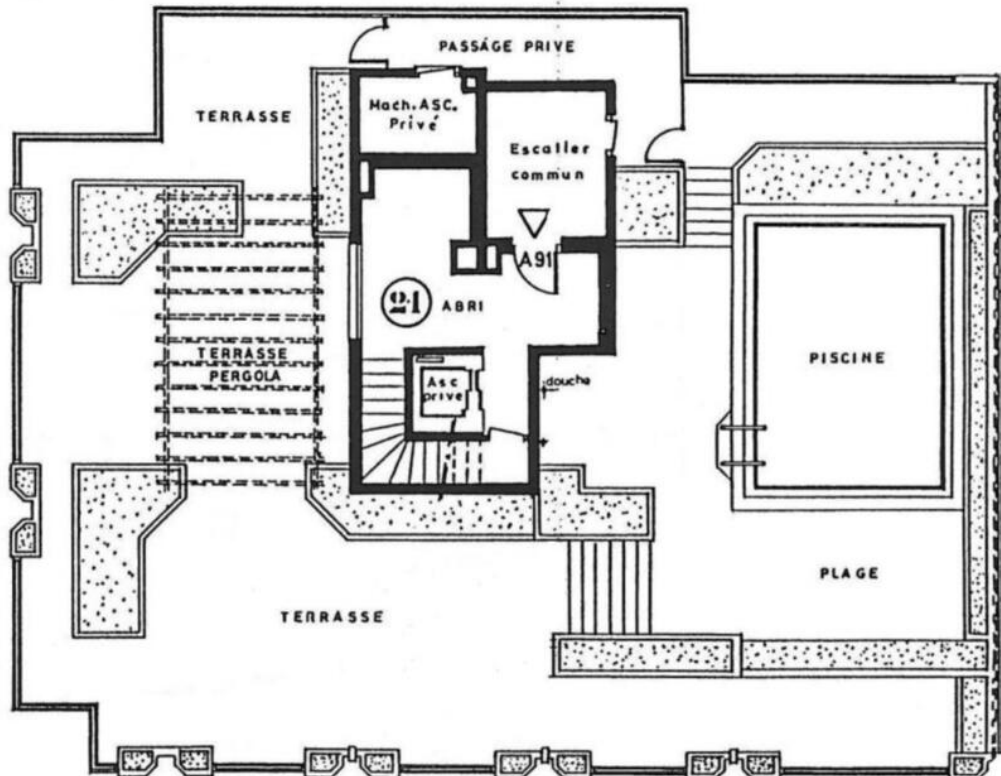 PASSAGE PRIVE
TERRASSE
Mach. ASC.
Privé
Escalier
commun
A91
21
ABRI
TERRASSE
PERGOLA
Asc
privé
douche
PISCINE
PLAGE
TERRASSE